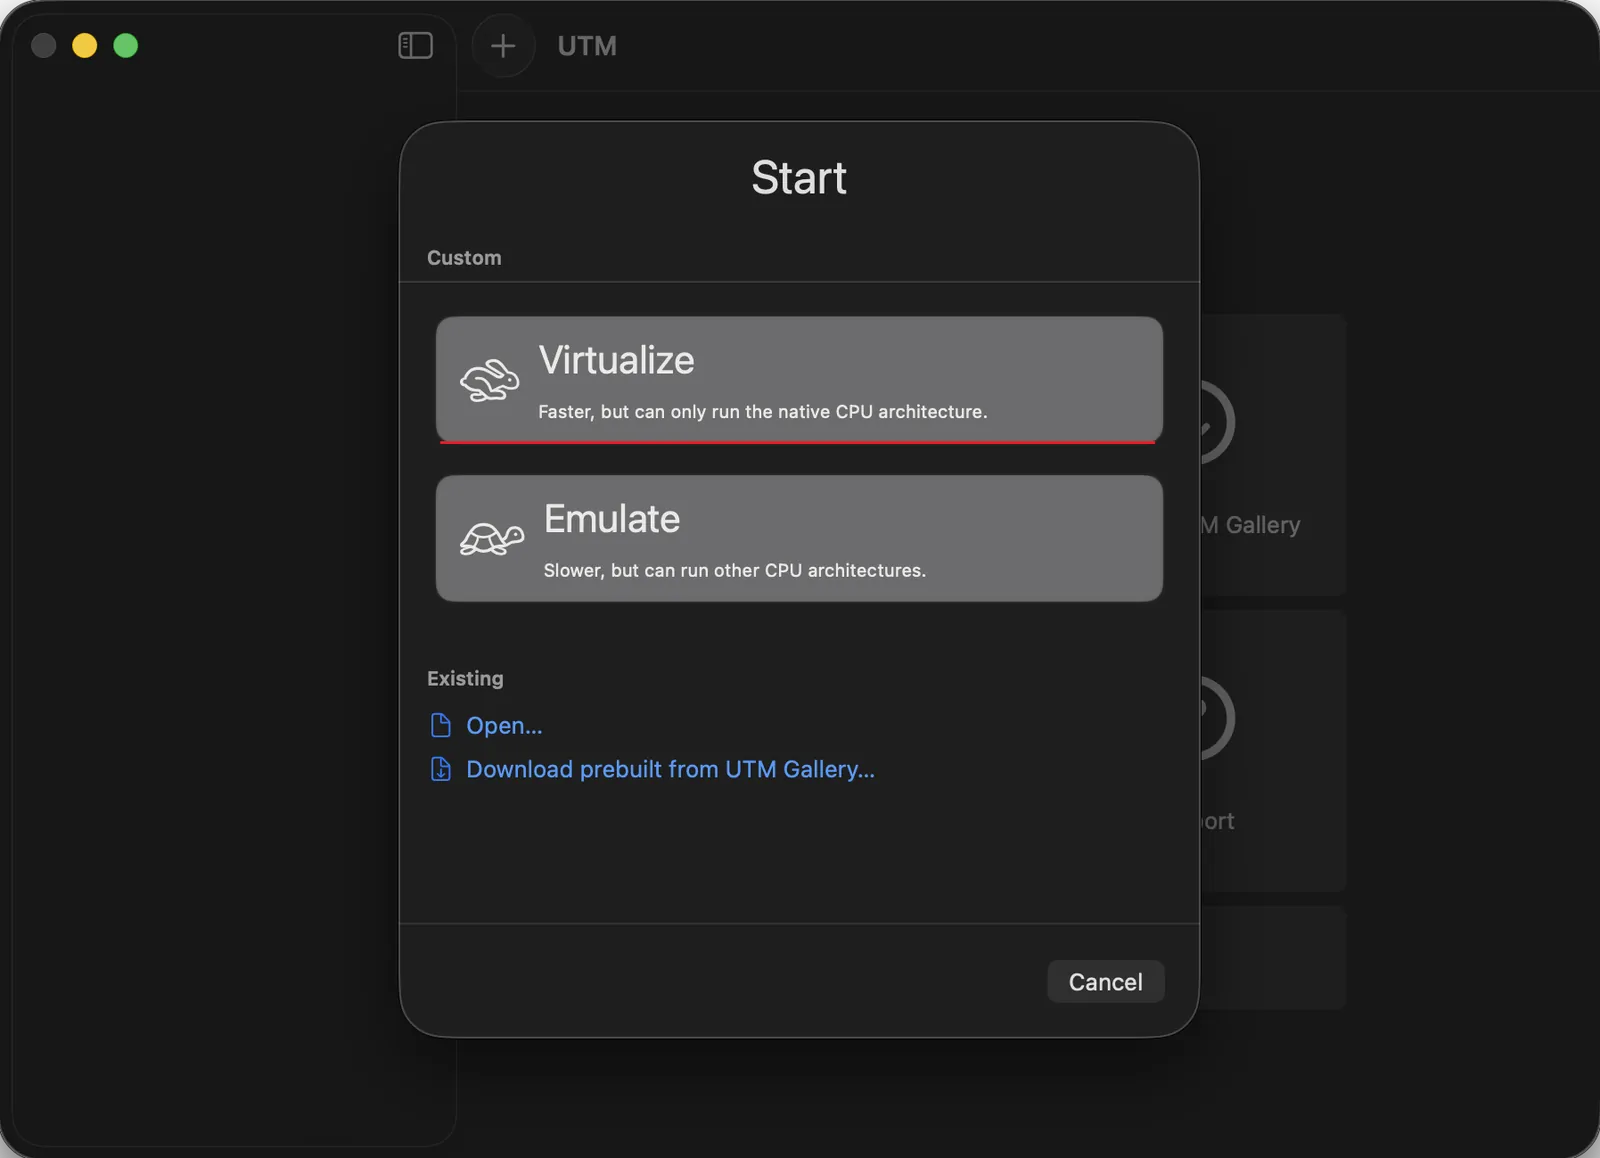 UTM
Start
Custom
Virtualize
Faster, but can only run the native CPU architecture.
Emulate
Slower, but can run other CPU architectures.
M Gallery
Existing
Open...
Download prebuilt from UTM Gallery...
ort
Cancel